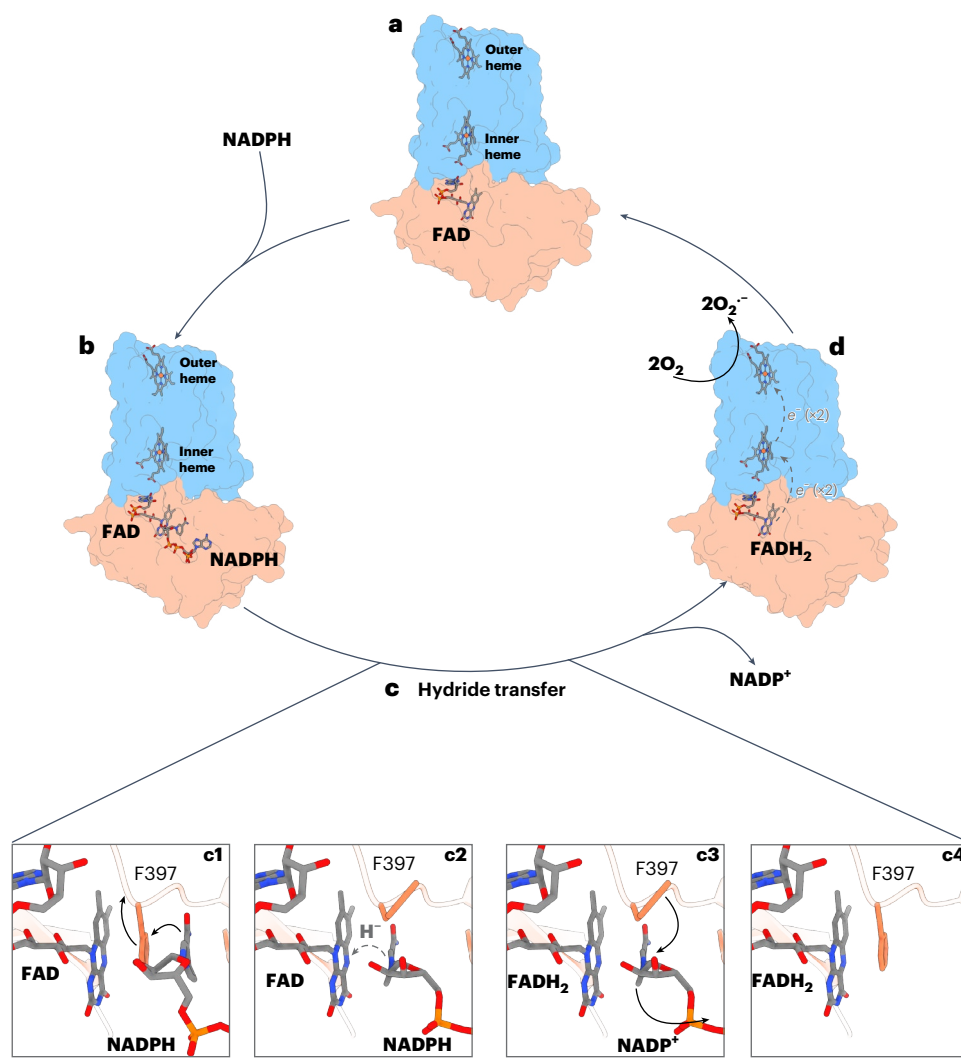 a
Outer
heme
Inner
heme
FAD
NADPH
b
Outer
heme
Inner
heme
FAD
NADPH
2O₂·⁻
2O₂
d
e⁻ (×2)
e⁻ (×2)
FADH₂
NADP⁺
c Hydride transfer
c1
F397
FAD
NADPH
c2
F397
H⁻
FAD
NADPH
c3
F397
FADH₂
NADP⁺
c4
F397
FADH₂